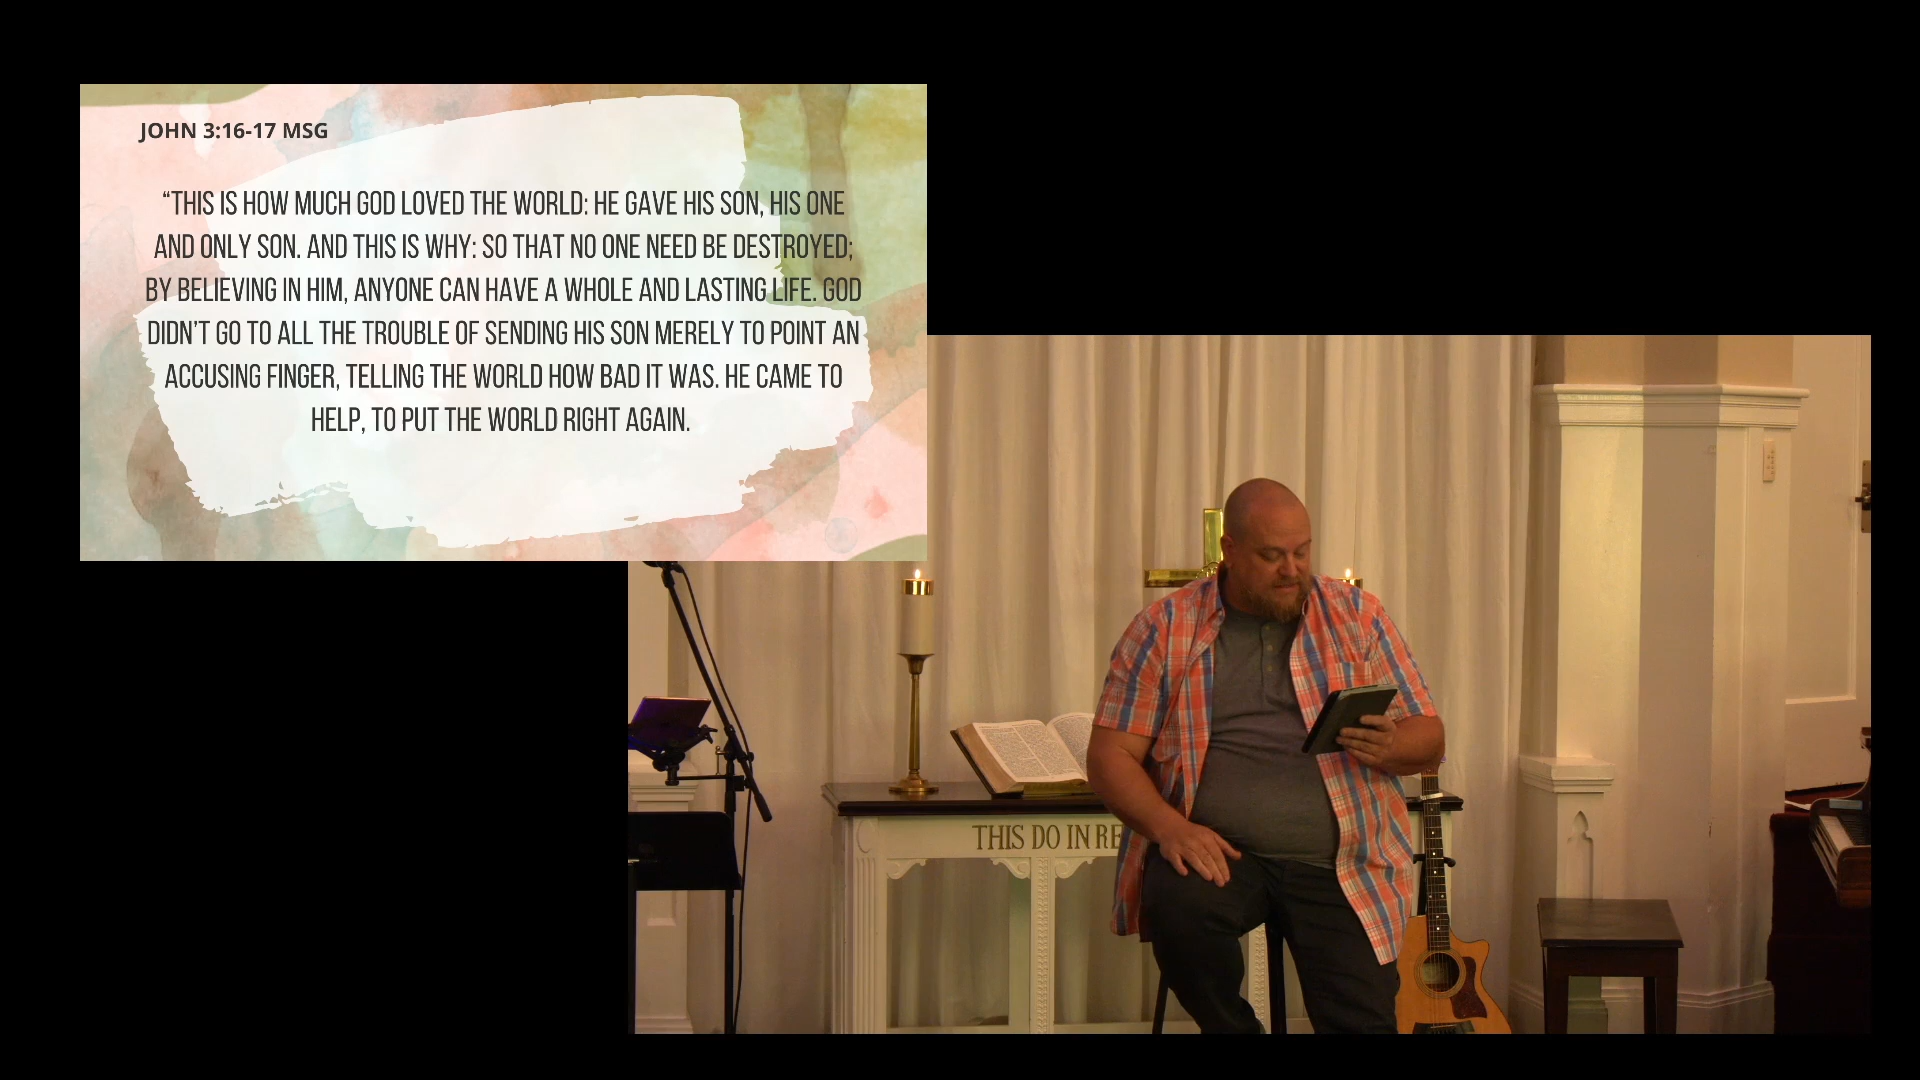 JOHN 3:16-17 MSG
“THIS IS HOW MUCH GOD LOVED THE WORLD: HE GAVE HIS SON, HIS ONE
AND ONLY SON. AND THIS IS WHY: SO THAT NO ONE NEED BE DESTROYED;
BY BELIEVING IN HIM, ANYONE CAN HAVE A WHOLE AND LASTING LIFE. GOD
DIDN’T GO TO ALL THE TROUBLE OF SENDING HIS SON MERELY TO POINT AN
ACCUSING FINGER, TELLING THE WORLD HOW BAD IT WAS. HE CAME TO
HELP, TO PUT THE WORLD RIGHT AGAIN.
THIS DO IN RE